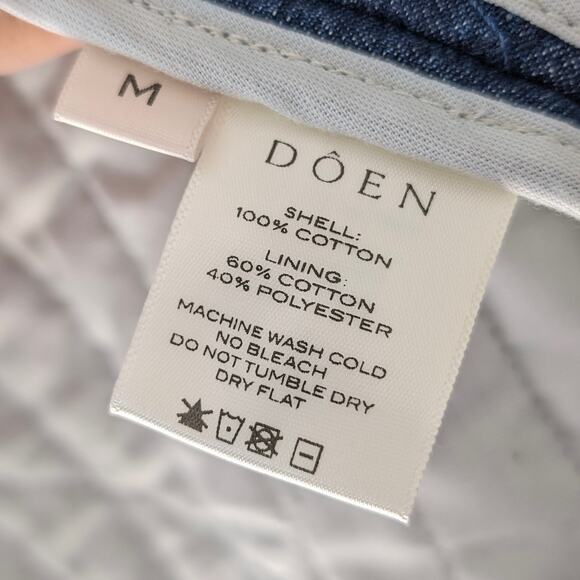 M
DÔEN
SHELL:
100% COTTON
LINING:
60% COTTON
40% POLYESTER
MACHINE WASH COLD
NO BLEACH
DO NOT TUMBLE DRY
DRY FLAT